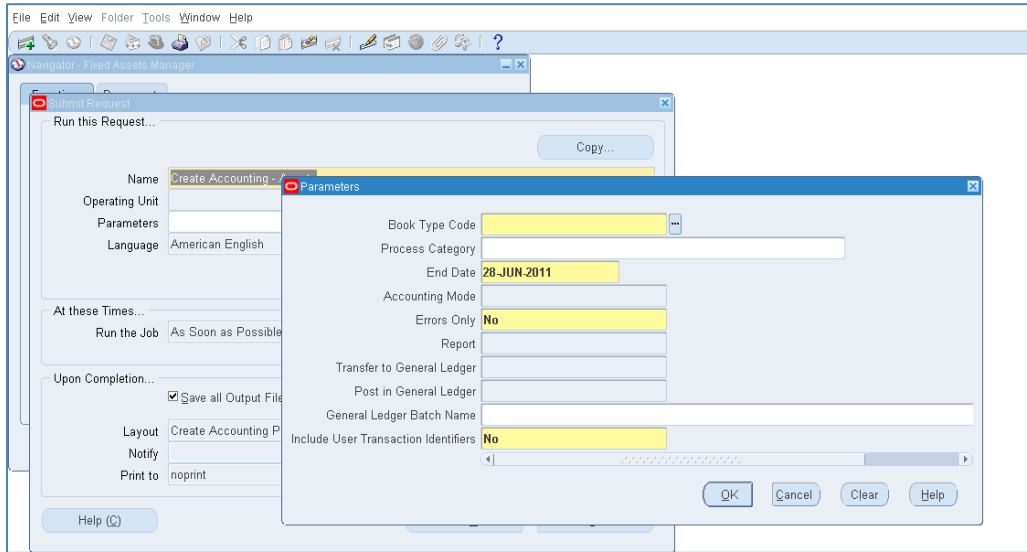 File Edit View Folder Tools Window Help
Navigator - Fixed Assets Manager
Submit Request
Run this Request...
Copy...
Name Create Accounting -
Operating Unit
Parameters
Language American English
At these Times...
Run the Job As Soon as Possible
Upon Completion...
Save all Output File
Layout Create Accounting P
Notify
Print to noprint
Help (C)
Parameters
Book Type Code
Process Category
End Date 28-JUN-2011
Accounting Mode
Errors Only No
Report
Transfer to General Ledger
Post in General Ledger
General Ledger Batch Name
Include User Transaction Identifiers No
OK Cancel Clear Help